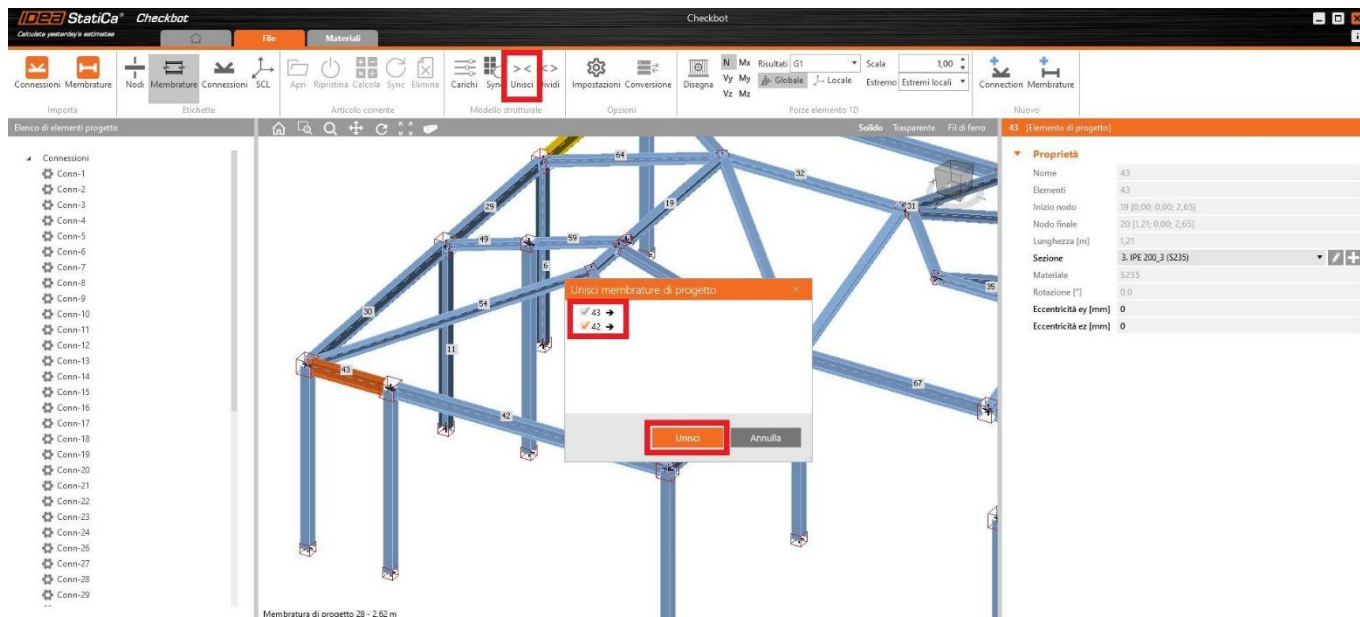 IDEA StatiCa® Checkbot
Calculate yesterday's estimates
Checkbot
File Materiali
Connessioni Membrature
Importa
Nodi Membrature Connessioni SCL
Etichette
Apri Ripristina Calcola Sync Elimina
Articolo corrente
Carichi Sync Unisci Dividi
Modello strutturale
Impostazioni Conversione
Opzioni
Disegna
N Mx Risultati G1 Scala 1,00
Vy My Globale Locale Estremo Estremi locali
Vz Mz
Forze elemento 1D
Connection Membrature
Nuovo
Elenco di elementi progetto
Connessioni
Conn-1
Conn-2
Conn-3
Conn-4
Conn-5
Conn-6
Conn-7
Conn-8
Conn-9
Conn-10
Conn-11
Conn-12
Conn-13
Conn-14
Conn-15
Conn-16
Conn-17
Conn-18
Conn-19
Conn-20
Conn-21
Conn-22
Conn-23
Conn-24
Conn-26
Conn-27
Conn-28
Conn-29
Solido Trasparente Fil di ferro
64
32
29
19
31
49
59
6
35
54
30
11
43
67
42
Unisci membrature di progetto
43
42
Unisci Annulla
Membratura di progetto 28 - 2,62 m
43 [Elemento di progetto]
Proprietà
Nome 43
Elementi 43
Inizio nodo 19 [0,00; 0,00; 2,65]
Nodo finale 20 [1,21; 0,00; 2,65]
Lunghezza [m] 1,21
Sezione 3. IPE 200_3 (S235)
Materiale S235
Rotazione [°] 0,0
Eccentricità ey [mm] 0
Eccentricità ez [mm] 0